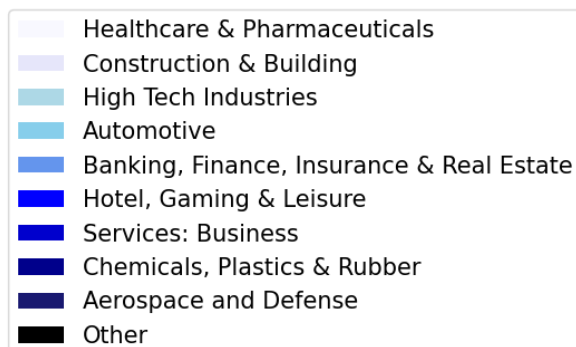 Healthcare & Pharmaceuticals
Construction & Building
High Tech Industries
Automotive
Banking, Finance, Insurance & Real Estate
Hotel, Gaming & Leisure
Services: Business
Chemicals, Plastics & Rubber
Aerospace and Defense
Other